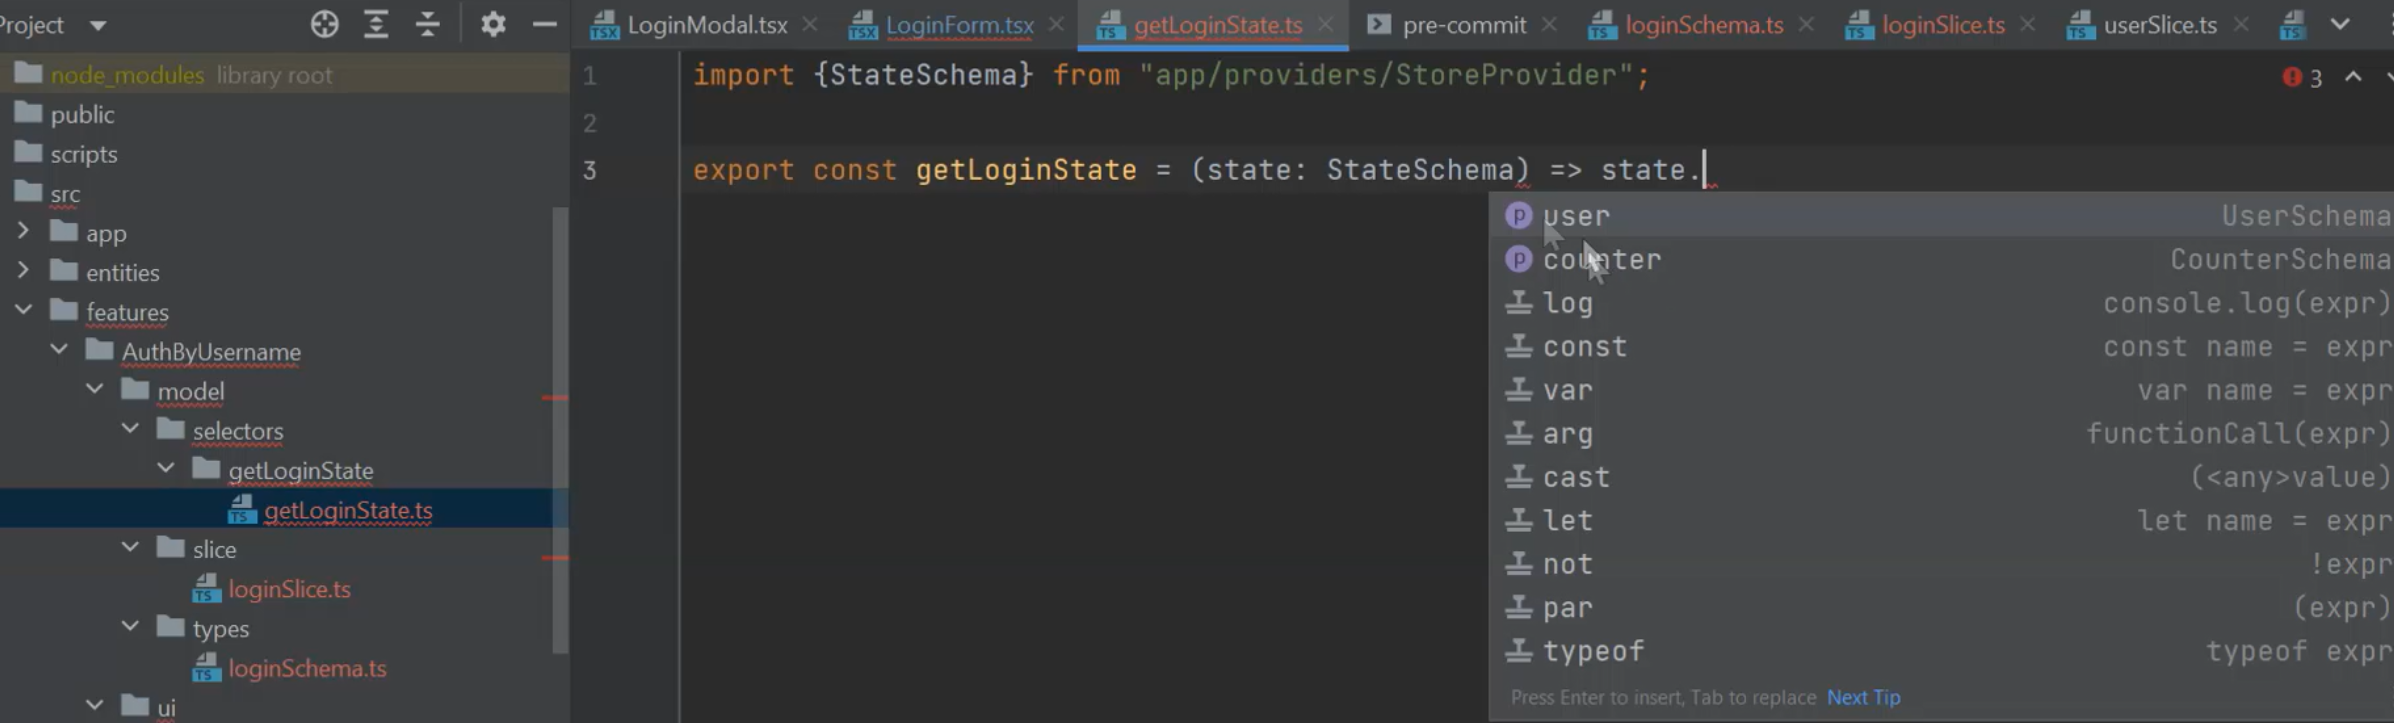 Project
LoginModal.tsx
LoginForm.tsx
getLoginState.ts
pre-commit
loginSchema.ts
loginSlice.ts
userSlice.ts
node_modules library root
public
scripts
src
app
entities
features
AuthByUsername
model
selectors
getLoginState
getLoginState.ts
slice
loginSlice.ts
types
loginSchema.ts
ui
1 import {StateSchema} from "app/providers/StoreProvider";
3
2
3 export const getLoginState = (state: StateSchema) => state.
user UserSchema
counter CounterSchema
log console.log(expr)
const const name = expr
var var name = expr
arg functionCall(expr)
cast (<any>value)
let let name = expr
not !expr
par (expr)
typeof typeof expr
Press Enter to insert, Tab to replace Next Tip